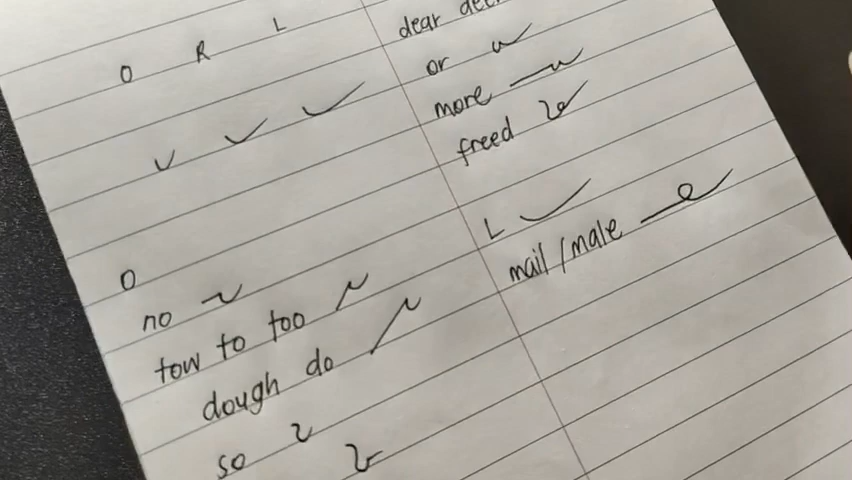 O R L
O
no
tow to too
dough do
so
dear
or
more
freed
L
mail/male